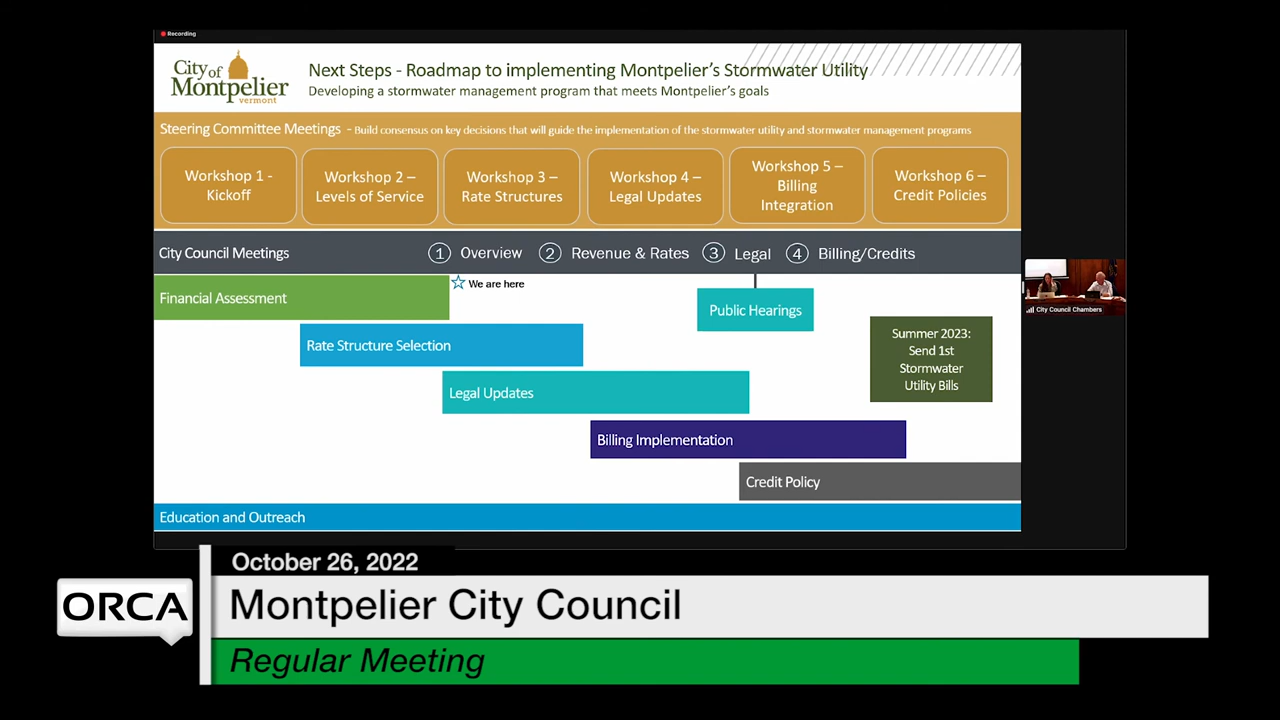 Recording
City of
Montpelier
vermont
Next Steps - Roadmap to implementing Montpelier's Stormwater Utility
Developing a stormwater management program that meets Montpelier's goals
Steering Committee Meetings - Build consensus on key decisions that will guide the implementation of the stormwater utility and stormwater management programs
Workshop 1 -
Kickoff
Workshop 2 –
Levels of Service
Workshop 3 –
Rate Structures
Workshop 4 –
Legal Updates
Workshop 5 –
Billing
Integration
Workshop 6 –
Credit Policies
City Council Meetings
1 Overview
2 Revenue & Rates
3 Legal
4 Billing/Credits
Financial Assessment
We are here
Public Hearings
Rate Structure Selection
Summer 2023:
Send 1st
Stormwater
Utility Bills
Legal Updates
Billing Implementation
Credit Policy
Education and Outreach
City Council Chambers
October 26, 2022
ORCA
Montpelier City Council
Regular Meeting